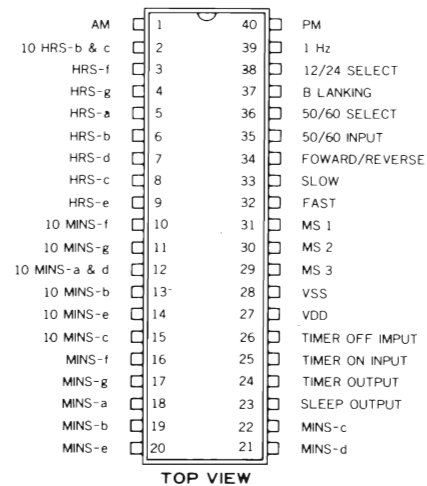 AM 1 40 PM
10 HRS-b & c 2 39 1 Hz
HRS-f 3 38 12/24 SELECT
HRS-g 4 37 B LANKING
HRS-a 5 36 50/60 SELECT
HRS-b 6 35 50/60 INPUT
HRS-d 7 34 FOWARD/REVERSE
HRS-c 8 33 SLOW
HRS-e 9 32 FAST
10 MINS-f 10 31 MS 1
10 MINS-g 11 30 MS 2
10 MINS-a & d 12 29 MS 3
10 MINS-b 13 28 VSS
10 MINS-e 14 27 VDD
10 MINS-c 15 26 TIMER OFF IMPUT
MINS-f 16 25 TIMER ON INPUT
MINS-g 17 24 TIMER OUTPUT
MINS-a 18 23 SLEEP OUTPUT
MINS-b 19 22 MINS-c
MINS-e 20 21 MINS-d
TOP VIEW